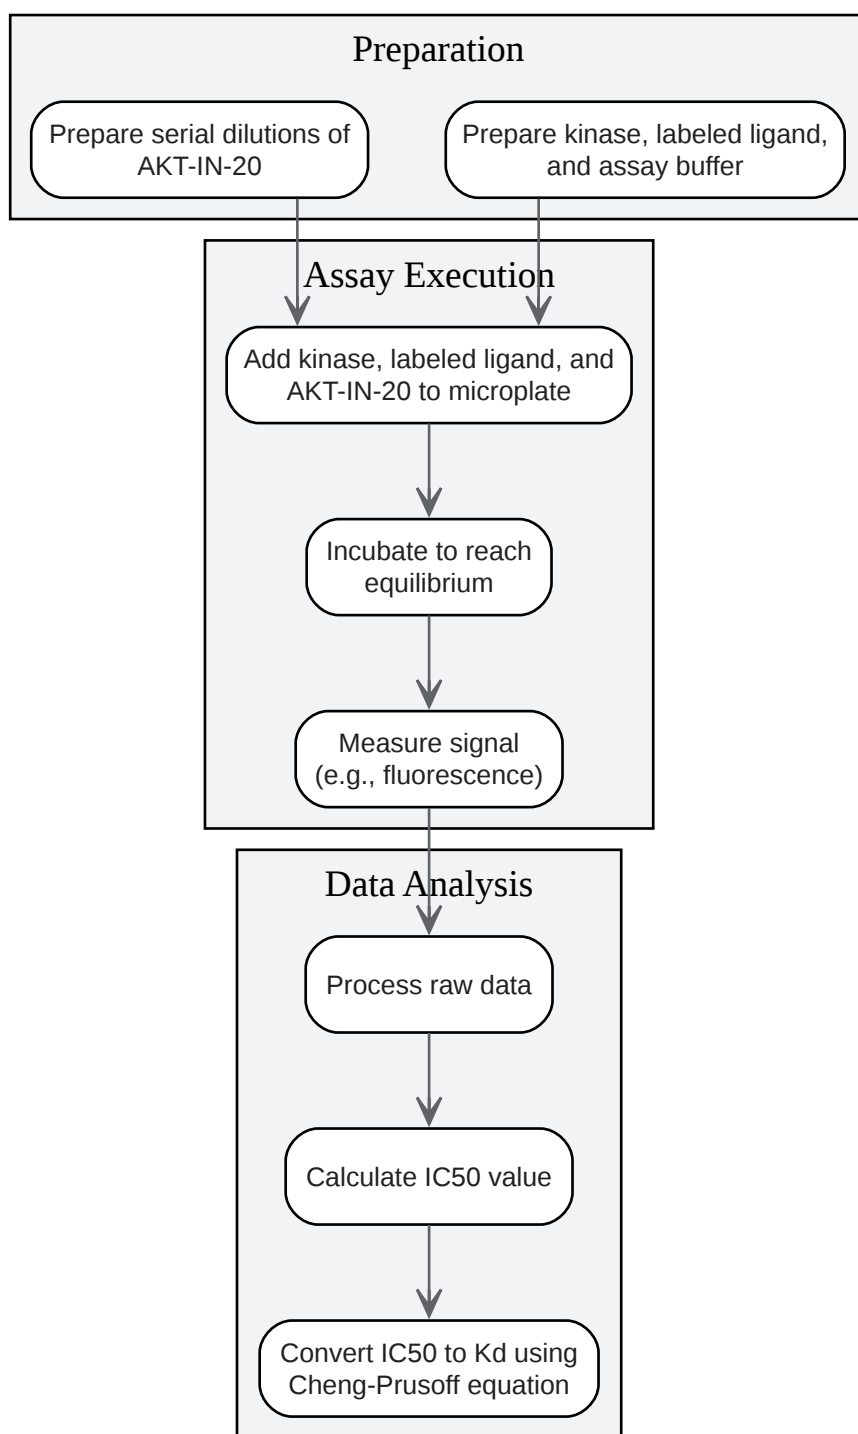 Preparation
Prepare serial dilutions of
AKT-IN-20
Prepare kinase, labeled ligand,
and assay buffer
Assay Execution
Add kinase, labeled ligand, and
AKT-IN-20 to microplate
Incubate to reach
equilibrium
Measure signal
(e.g., fluorescence)
Data Analysis
Process raw data
Calculate IC50 value
Convert IC50 to Kd using
Cheng-Prusoff equation